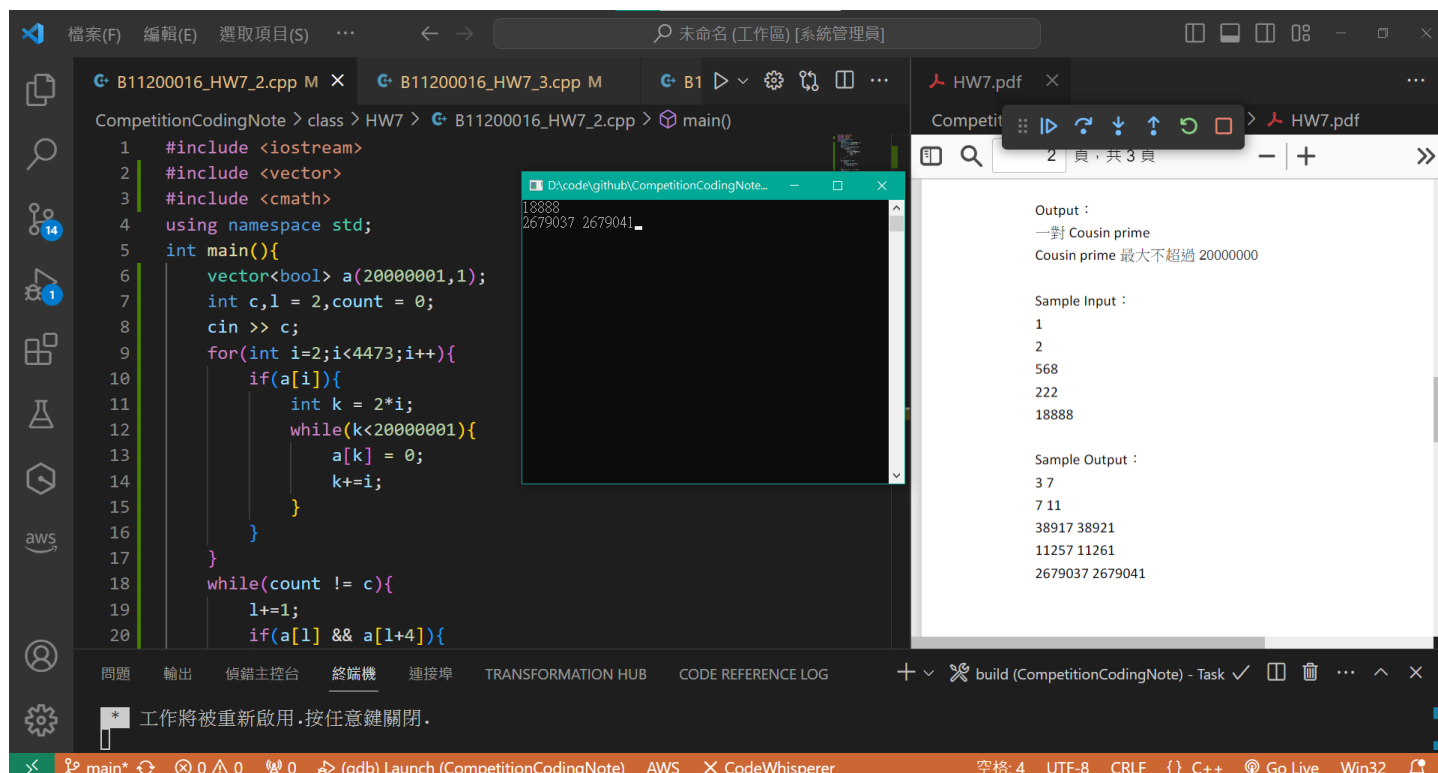 檔案(F) 編輯(E) 選取項目(S) ··· 未命名 (工作區) [系統管理員]
B11200016_HW7_2.cpp M B11200016_HW7_3.cpp M B1
HW7.pdf
CompetitionCodingNote > class > HW7 > B11200016_HW7_2.cpp > main()
Competit > HW7.pdf
1 #include <iostream>
2 #include <vector>
3 #include <cmath>
4 using namespace std;
5 int main(){
6 vector<bool> a(20000001,1);
7 int c,l = 2,count = 0;
8 cin >> c;
9 for(int i=2;i<4473;i++){
10 if(a[i]){
11 int k = 2*i;
12 while(k<20000001){
13 a[k] = 0;
14 k+=i;
15 }
16 }
17 }
18 while(count != c){
19 l+=1;
20 if(a[l] && a[l+4]){
14
1
aws
D:\code\github\CompetitionCodingNote...
18888
2679037 2679041
2 頁，共 3 頁
Output：
一對 Cousin prime
Cousin prime 最大不超過 20000000
Sample Input：
1
2
568
222
18888
Sample Output：
3 7
7 11
38917 38921
11257 11261
2679037 2679041
問題 輸出 偵錯主控台 終端機 連接埠 TRANSFORMATION HUB CODE REFERENCE LOG
build (CompetitionCodingNote) - Task ✓
* 工作將被重新啟用.按任意鍵關閉.
main* 0 0 0 (gdb) Launch (CompetitionCodingNote) AWS CodeWhisperer
空格: 4 UTF-8 CRLF {} C++ Go Live Win32